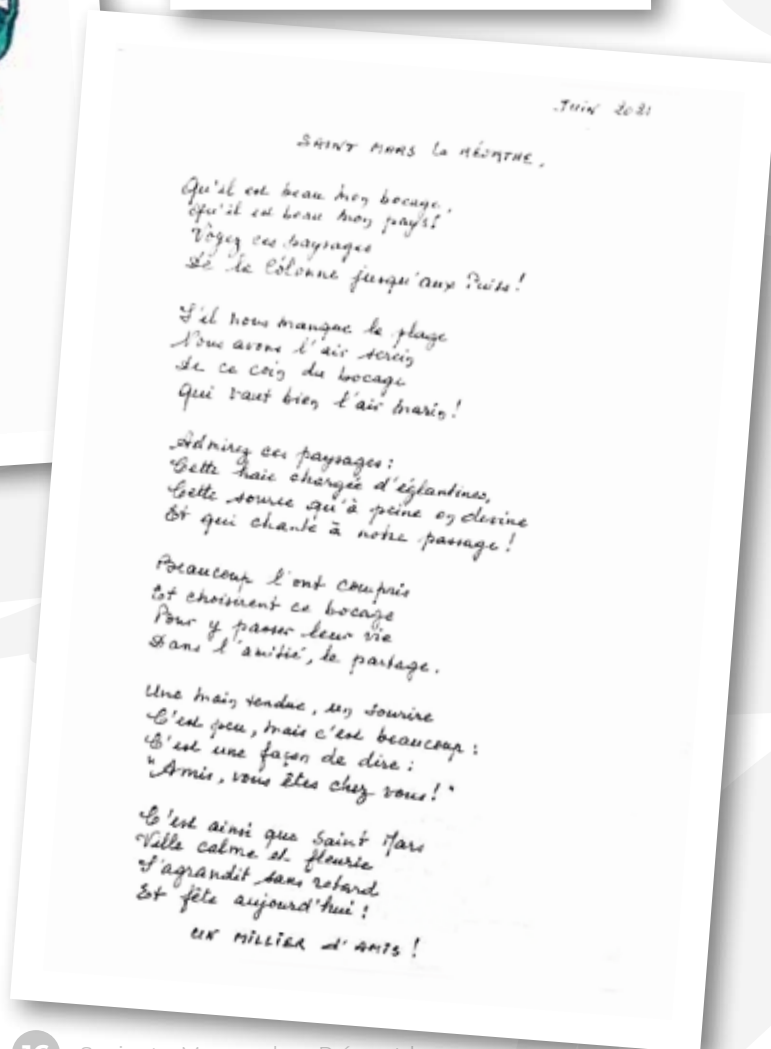 JUIN 2021
SAINT MARS la RÉORTHE.
Qu'il est beau mon bocage,
Qu'il est beau mon pays!
Voyez ces paysages
De la Colonne jusqu'aux Puits!
S'il nous manque la plage
Nous avons l'air serein
De ce coin du bocage
Qui vaut bien l'air marin!
Admirez ces paysages:
Cette haie chargée d'églantines,
Cette source qu'à peine on devine
Et qui chante à notre passage!
Beaucoup l'ont compris
Et choisirent ce bocage
Pour y passer leur vie
Dans l'amitié, le partage.
Une main tendue, un sourire
C'est peu, mais c'est beaucoup:
C'est une façon de dire:
"Amis, vous êtes chez vous!"
C'est ainsi que Saint Mars
Ville calme et fleurie
S'agrandit sans retard
Et fête aujourd'hui!
UN MILLIER d'AMIS!
16